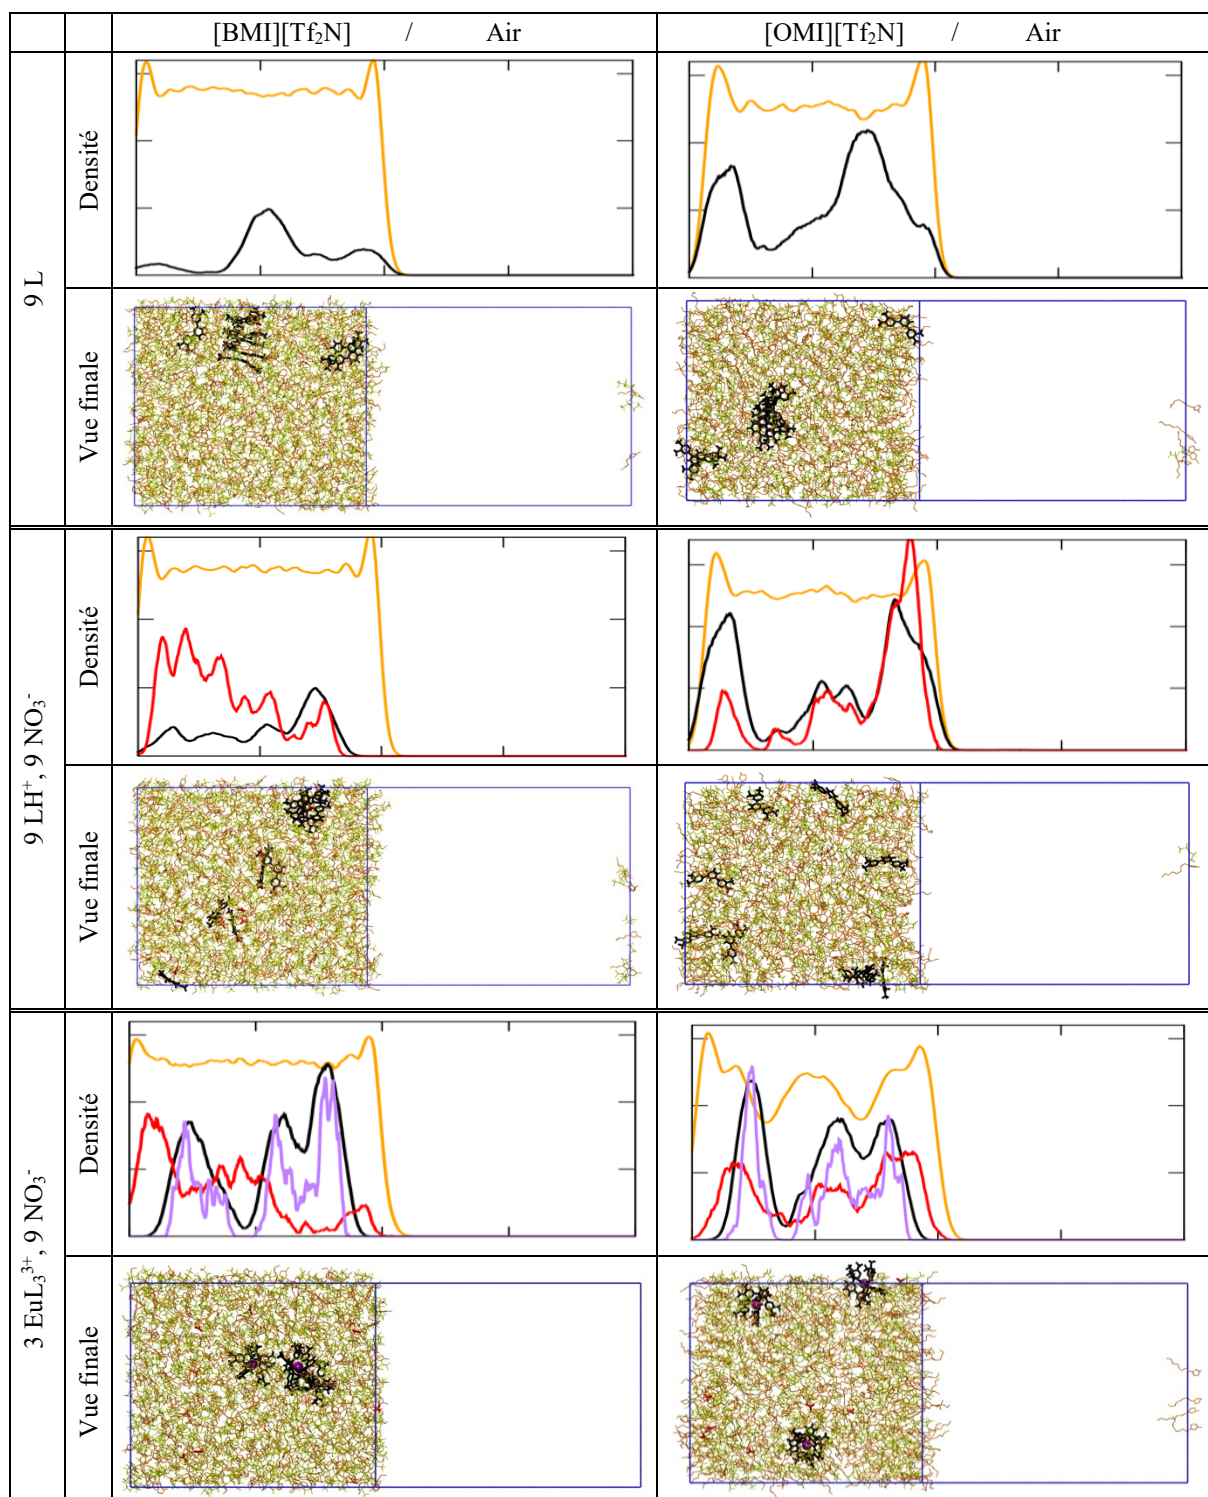 [BMI][Tf₂N] / Air
[OMI][Tf₂N] / Air
9 L
Densité
Vue finale
9 LH⁺, 9 NO₃⁻
Densité
Vue finale
3 EuL₃³⁺, 9 NO₃⁻
Densité
Vue finale